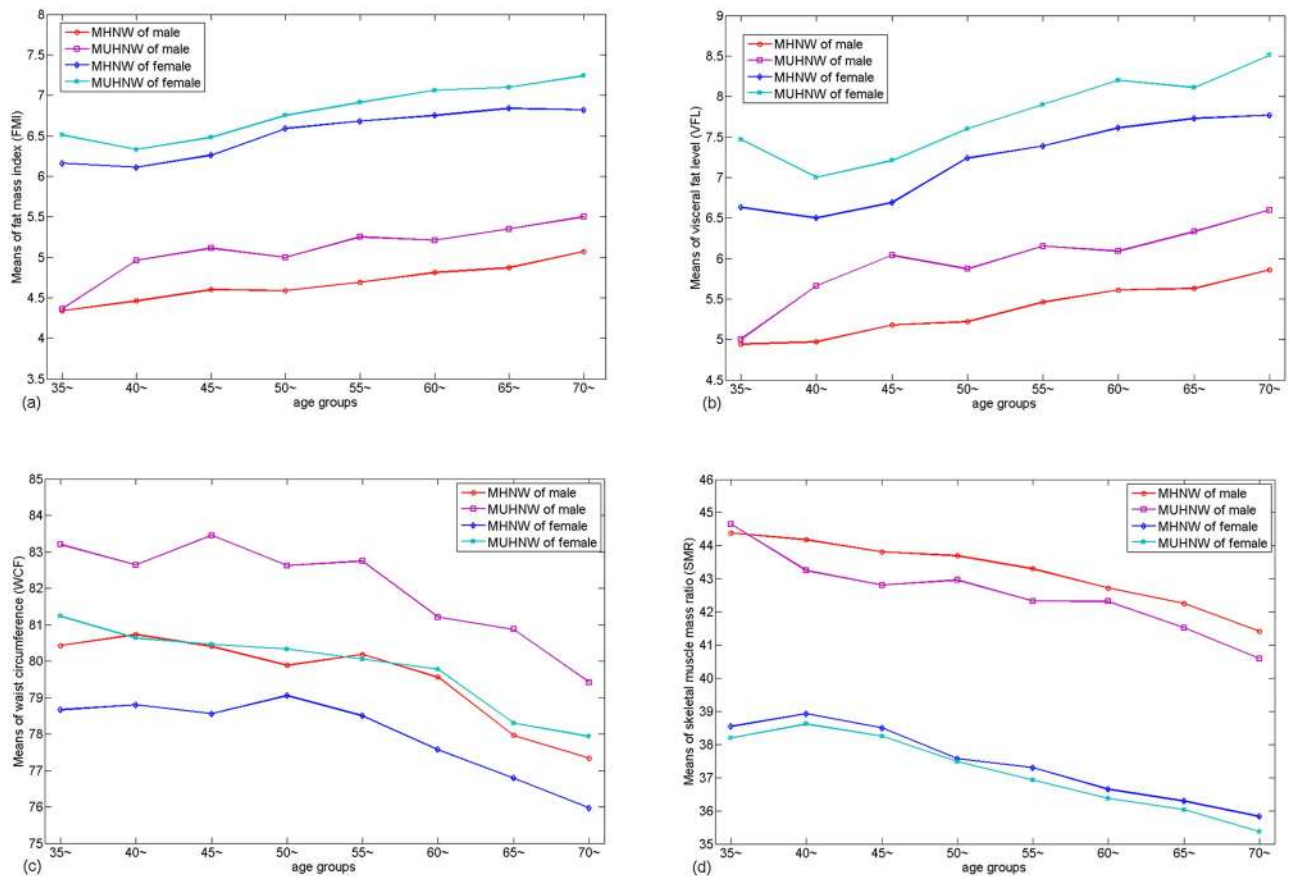 8
7.5
7
6.5
6
5.5
5
4.5
4
3.5
Means of fat mass index (FMI)
MHNW of male
MUHNW of male
MHNW of female
MUHNW of female
35~ 40~ 45~ 50~ 55~ 60~ 65~ 70~
(a) age groups
9
8.5
8
7.5
7
6.5
6
5.5
5
4.5
Means of visceral fat level (VFL)
MHNW of male
MUHNW of male
MHNW of female
MUHNW of female
35~ 40~ 45~ 50~ 55~ 60~ 65~ 70~
(b) age groups
85
84
83
82
81
80
79
78
77
76
75
Means of waist circumference (WCF)
MHNW of male
MUHNW of male
MHNW of female
MUHNW of female
35~ 40~ 45~ 50~ 55~ 60~ 65~ 70~
(c) age groups
46
45
44
43
42
41
40
39
38
37
36
35
Means of skeletal muscle mass ratio (SMR)
MHNW of male
MUHNW of male
MHNW of female
MUHNW of female
35~ 40~ 45~ 50~ 55~ 60~ 65~ 70~
(d) age groups